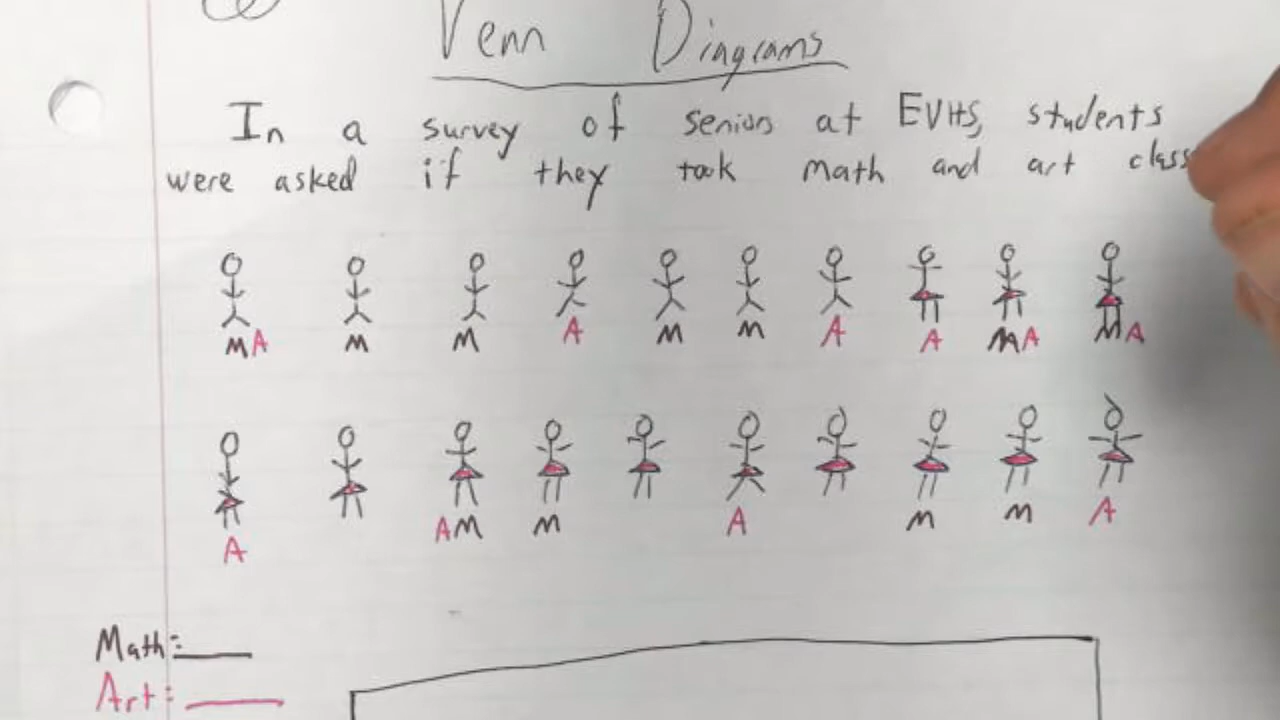 Venn Diagrams
In a survey of seniors at EVHS, students
were asked if they took math and art class
MA M M A M M A A MA MA
A AM M A M M A
Math:
Art: